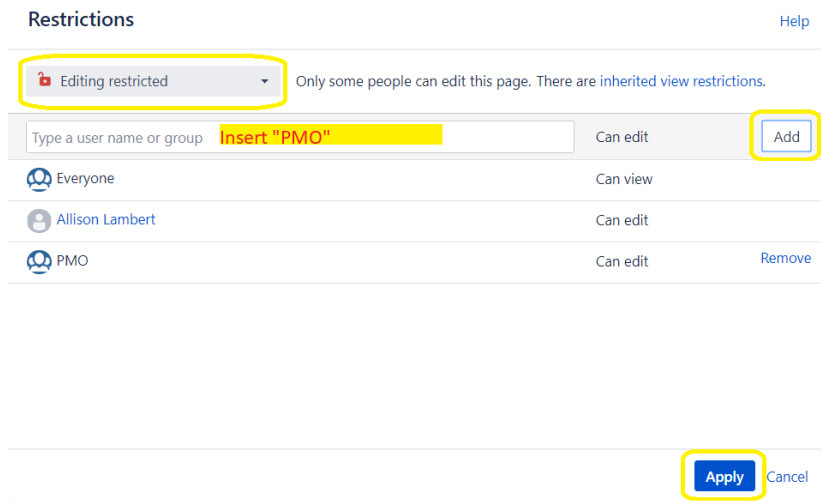 Restrictions Help
Editing restricted Only some people can edit this page. There are inherited view restrictions.
Type a user name or group Insert "PMO" Can edit Add
Everyone Can view
Allison Lambert Can edit
PMO Can edit Remove
Apply Cancel